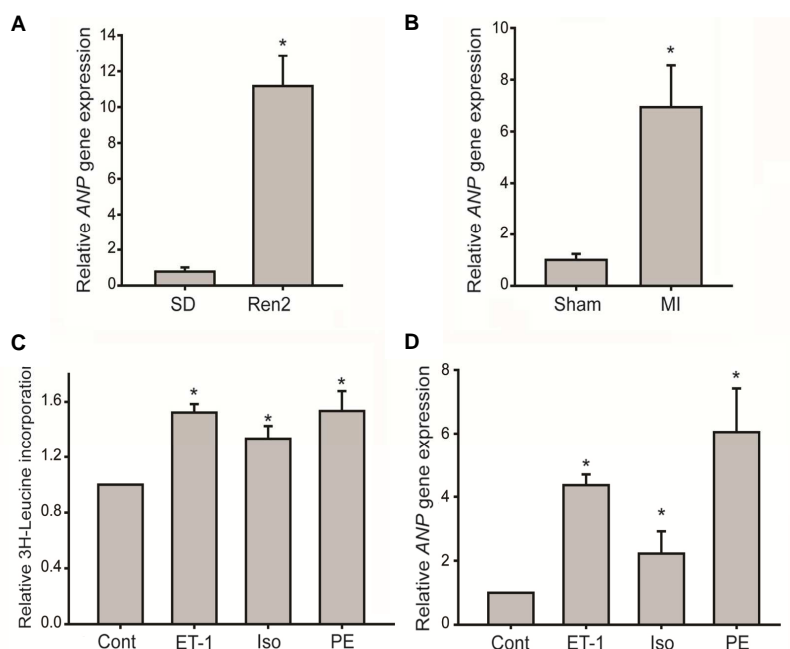 A
Relative ANP gene expression
14
12
10
8
6
4
2
0
*
SD
Ren2
B
Relative ANP gene expression
10
8
6
4
2
0
*
Sham
MI
C
Relative 3H-Leucine incorporation
1.6
1.2
0.8
0.4
0.0
*
*
*
Cont
ET-1
Iso
PE
D
Relative ANP gene expression
8
6
4
2
0
*
*
*
Cont
ET-1
Iso
PE